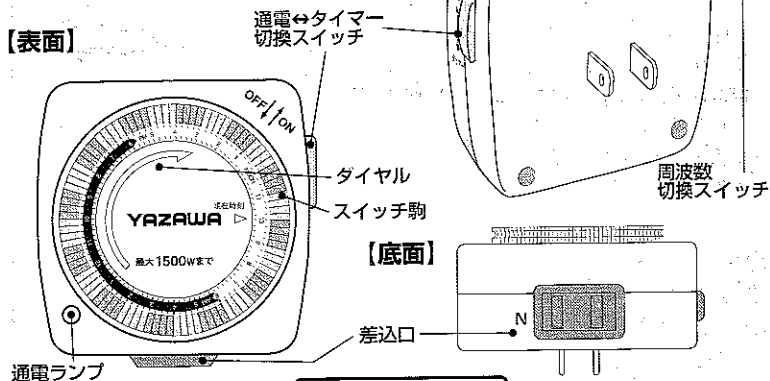 【表面】
通電↔タイマー
切換スイッチ
OFF ON
ダイヤル
スイッチ駒
現在時刻
YAZAWA
最大1500Wまで
通電ランプ
周波数
切換スイッチ
【底面】
N
差込口